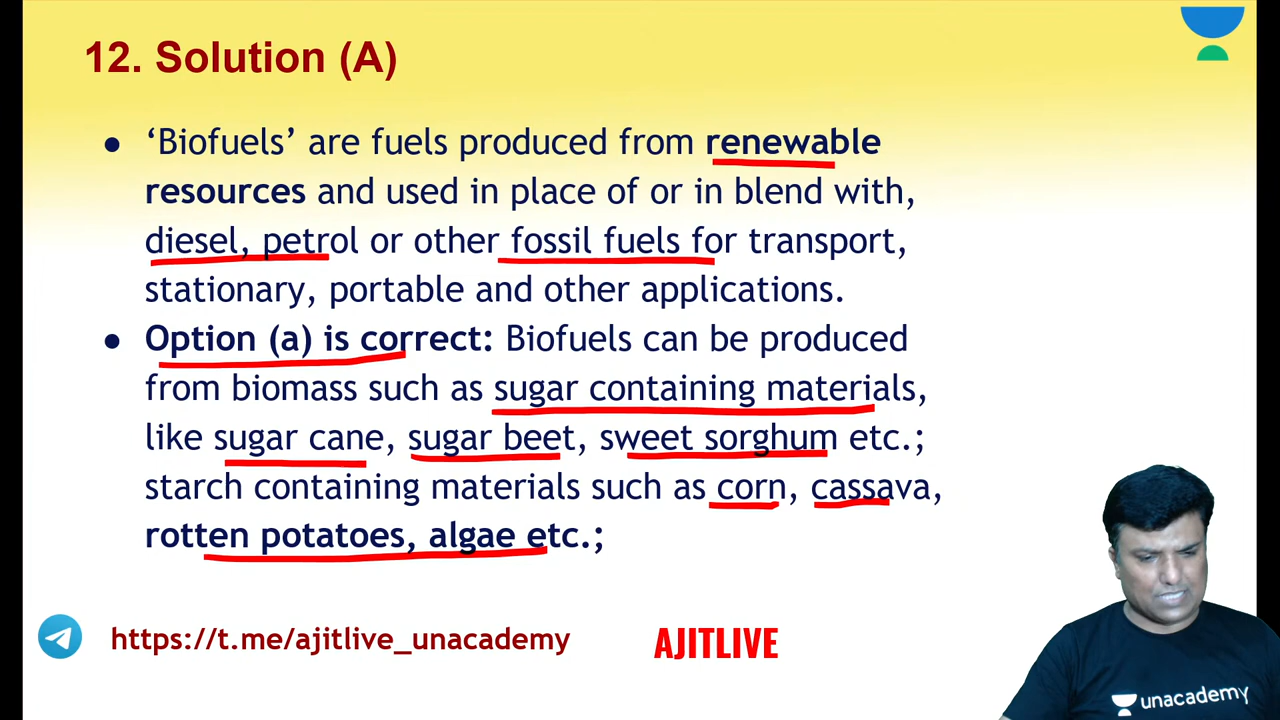 12. Solution (A)
● ‘Biofuels’ are fuels produced from renewable
resources and used in place of or in blend with,
diesel, petrol or other fossil fuels for transport,
stationary, portable and other applications.
● Option (a) is correct: Biofuels can be produced
from biomass such as sugar containing materials,
like sugar cane, sugar beet, sweet sorghum etc.;
starch containing materials such as corn, cassava,
rotten potatoes, algae etc.;
https://t.me/ajitlive_unacademy
AJITLIVE
unacademy